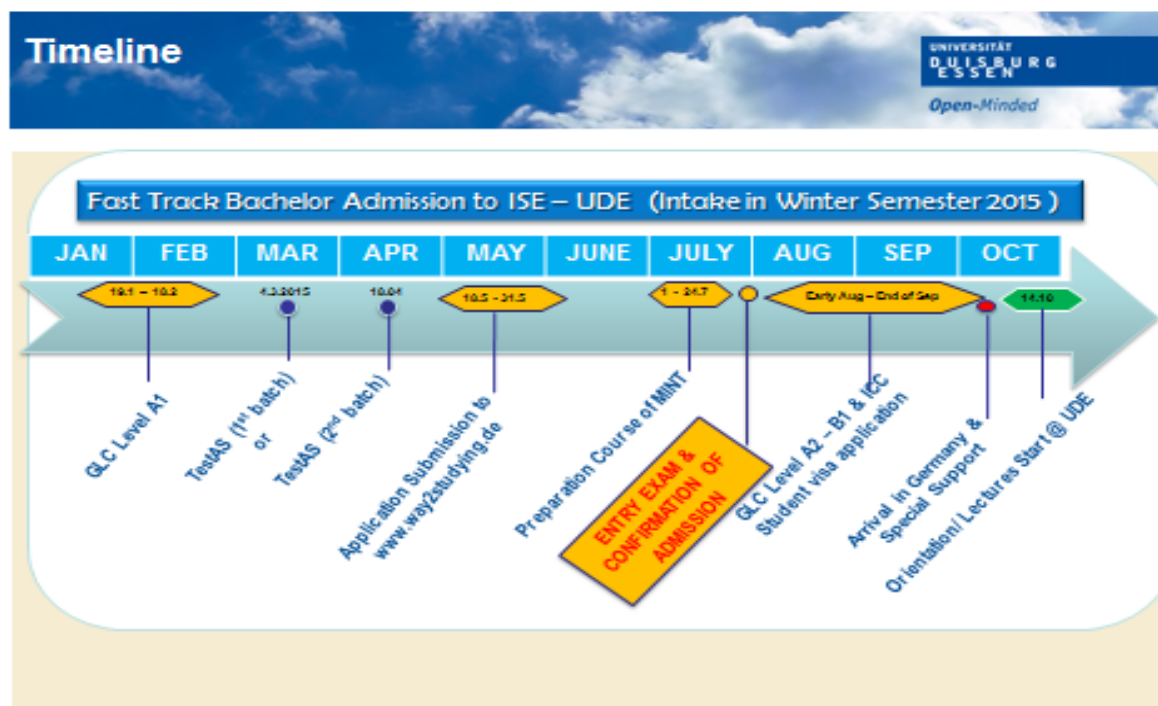 Timeline
UNIVERSITÄT
DUISBURG
ESSEN
Open-Minded
Fast Track Bachelor Admission to ISE – UDE (Intake in Winter Semester 2015 )
JAN FEB MAR APR MAY JUNE JULY AUG SEP OCT
19.1 – 18.2 4.3.2015 18.04 18.5 - 31.5 1 - 24.7 Early Aug – End of Sep 14.10
GLC Level A1
TestAS (1st batch)
or
TestAS (2nd batch)
Application Submission to
www.way2studying.de
Preparation Course of MINT
ENTRY EXAM &
CONFIRMATION OF
ADMISSION
GLC Level A2 – B1 & ICC
Student visa application
Arrival in Germany &
Special Support
Orientation/ Lectures Start @ UDE